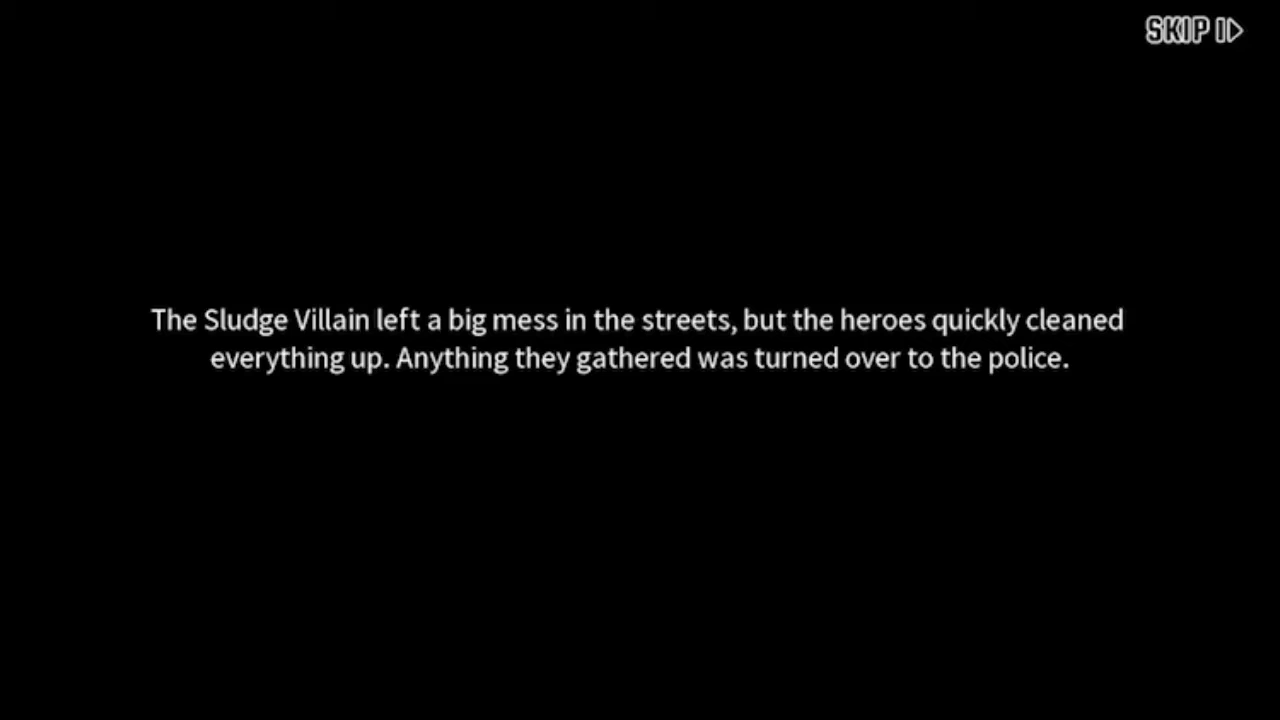 SKIP
The Sludge Villain left a big mess in the streets, but the heroes quickly cleaned
everything up. Anything they gathered was turned over to the police.